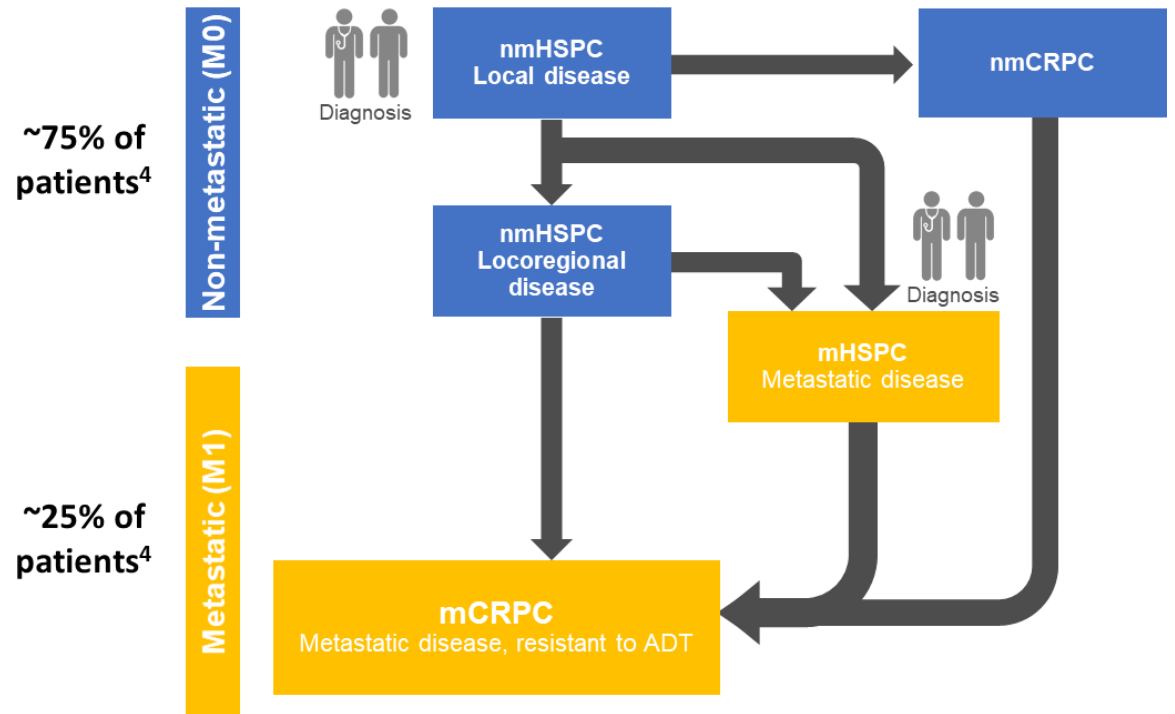 Non-metastatic (M0)
~75% of
patients⁴
Diagnosis
nmHSPC
Local disease
nmCRPC
nmHSPC
Locoregional
disease
Diagnosis
mHSPC
Metastatic disease
Metastatic (M1)
~25% of
patients⁴
mCRPC
Metastatic disease, resistant to ADT